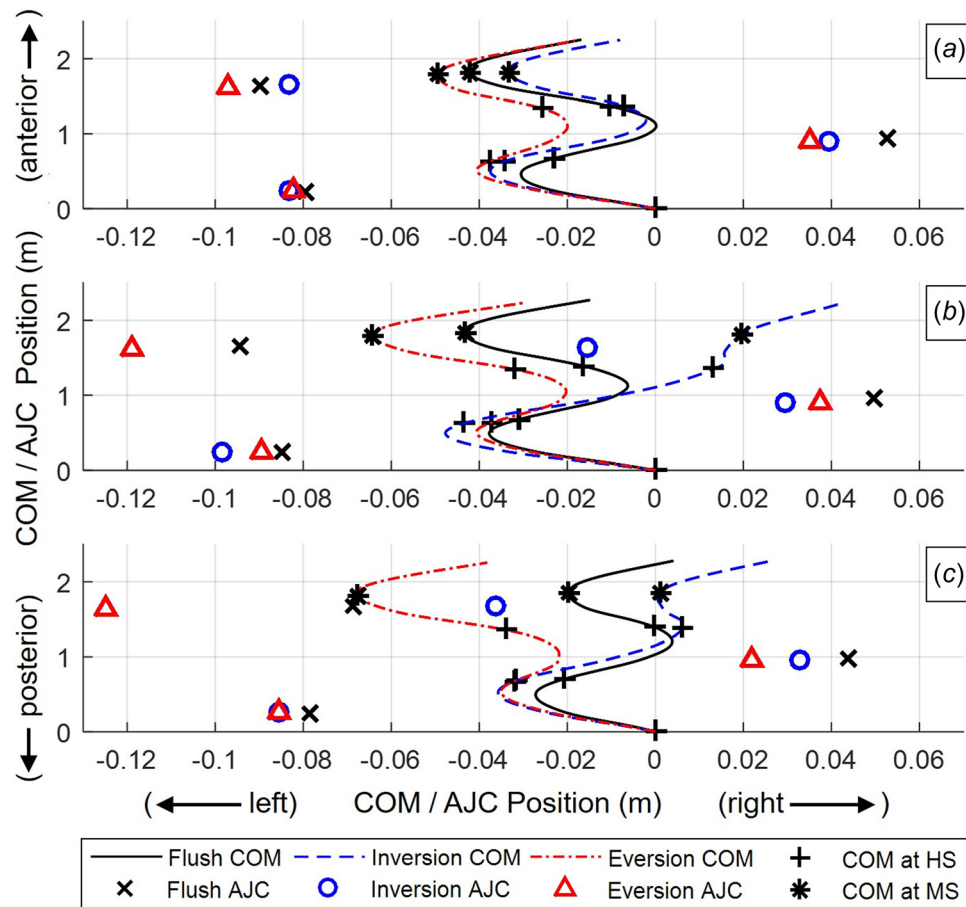 COM / AJC Position (m)
(anterior →)
(← posterior)
(a)
2
1
0
-0.12 -0.1 -0.08 -0.06 -0.04 -0.02 0 0.02 0.04 0.06
(b)
2
1
0
-0.12 -0.1 -0.08 -0.06 -0.04 -0.02 0 0.02 0.04 0.06
(c)
2
1
0
-0.12 -0.1 -0.08 -0.06 -0.04 -0.02 0 0.02 0.04 0.06
(← left) COM / AJC Position (m) (right →)
Flush COM Inversion COM Eversion COM COM at HS
Flush AJC Inversion AJC Eversion AJC COM at MS